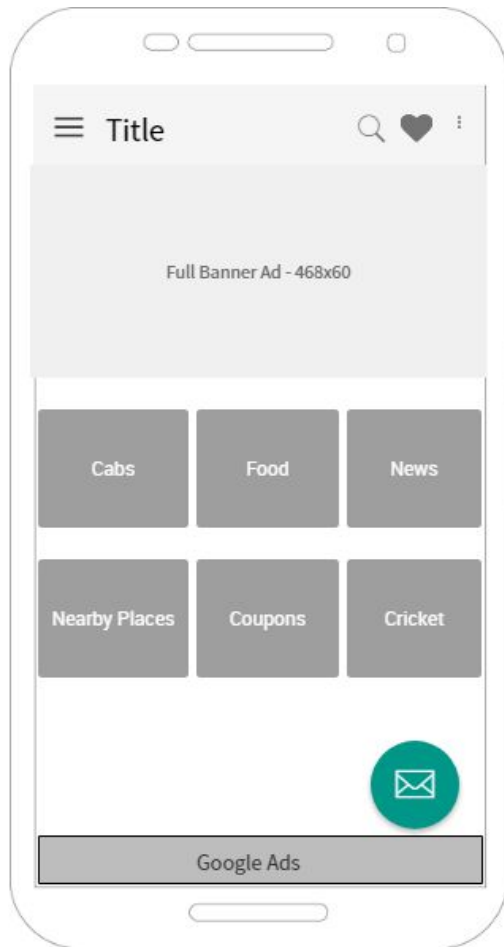 Title
Full Banner Ad - 468x60
Cabs Food News
Nearby Places Coupons Cricket
Google Ads